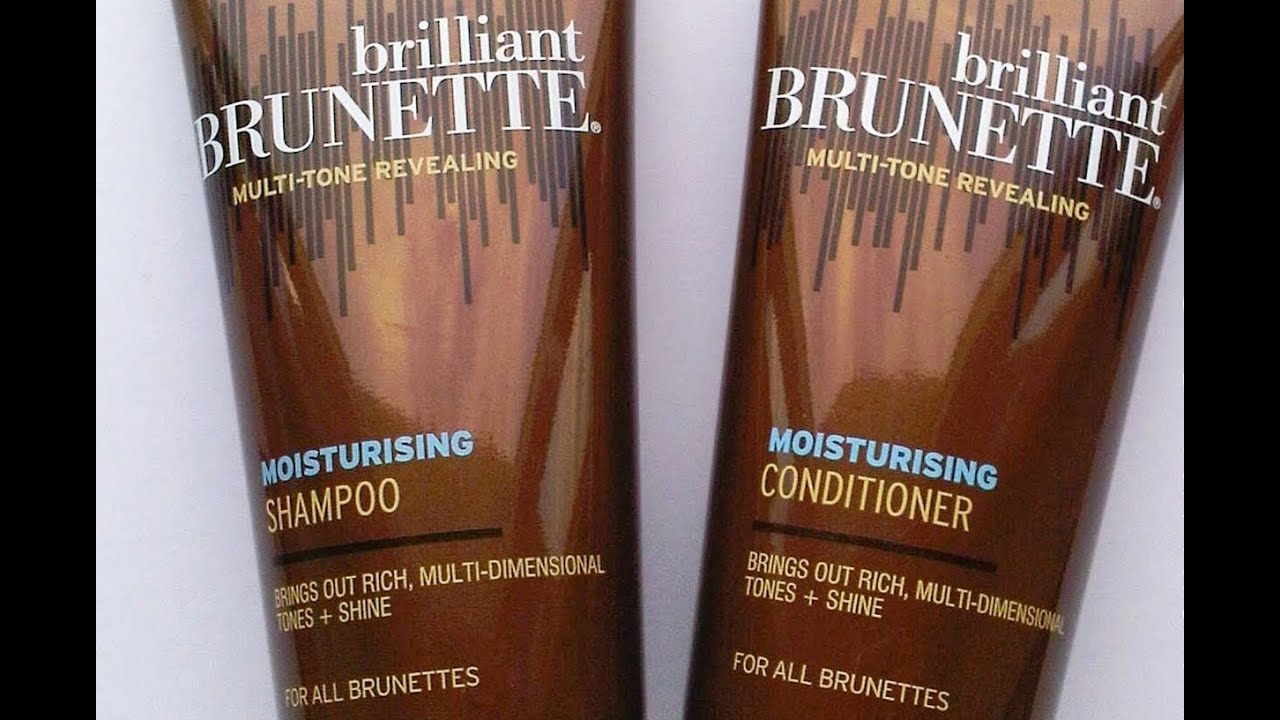 brilliant
BRUNETTE®
MULTI-TONE REVEALING
MOISTURISING
SHAMPOO
BRINGS OUT RICH, MULTI-DIMENSIONAL
TONES + SHINE
FOR ALL BRUNETTES
brilliant
BRUNETTE®
MULTI-TONE REVEALING
MOISTURISING
CONDITIONER
BRINGS OUT RICH, MULTI-DIMENSIONAL
TONES + SHINE
FOR ALL BRUNETTES